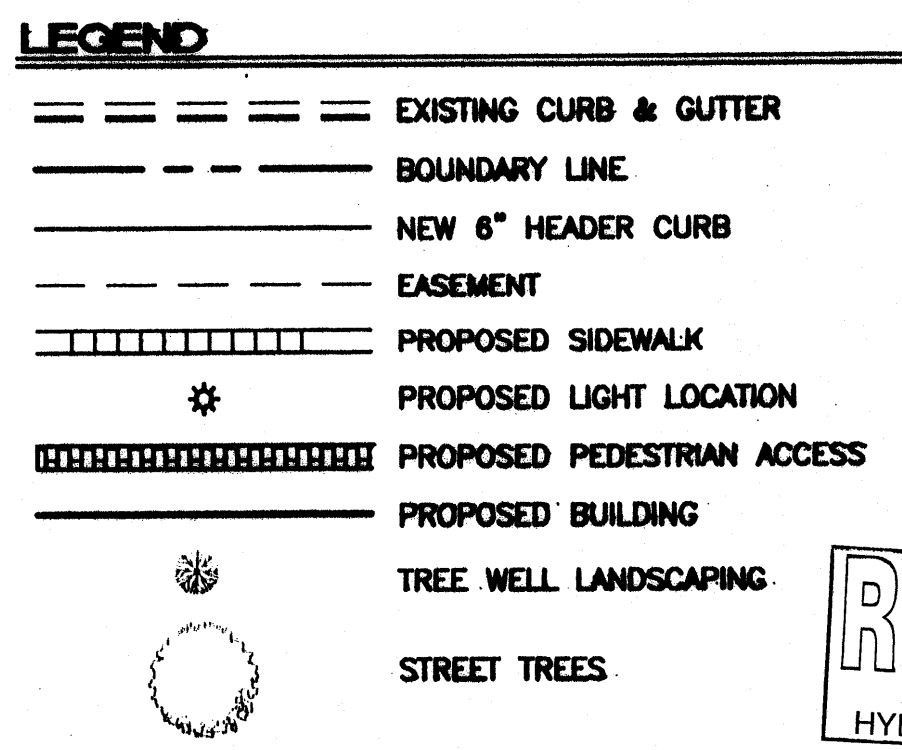 LEGEND
EXISTING CURB & GUTTER
BOUNDARY LINE
NEW 6" HEADER CURB
EASEMENT
PROPOSED SIDEWALK
PROPOSED LIGHT LOCATION
PROPOSED PEDESTRIAN ACCESS
PROPOSED BUILDING
TREE WELL LANDSCAPING
STREET TREES